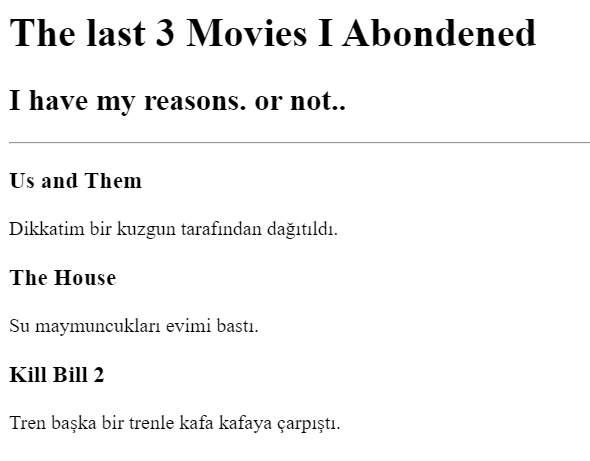 The last 3 Movies I Abondened
I have my reasons. or not..
Us and Them
Dikkatim bir kuzgun tarafından dağıtıldı.
The House
Su maymuncukları evimi bastı.
Kill Bill 2
Tren başka bir trenle kafa kafaya çarpıştı.